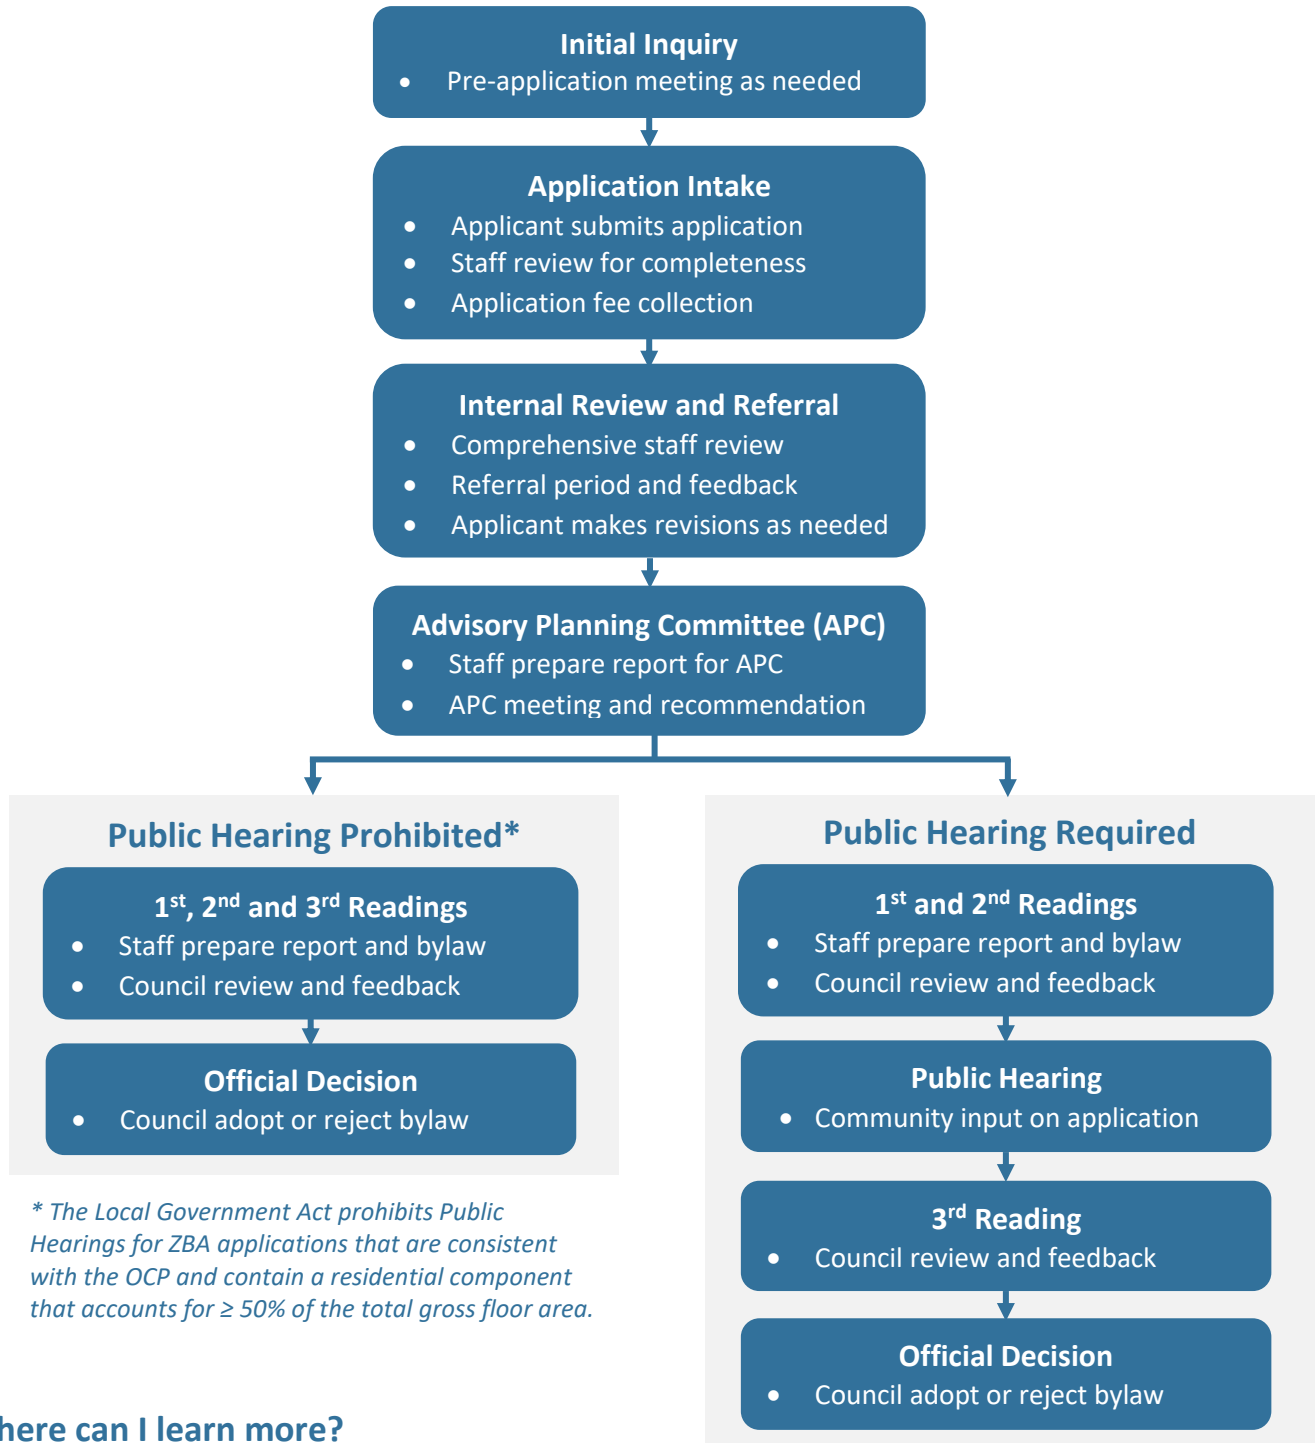 Initial Inquiry
• Pre-application meeting as needed
Application Intake
• Applicant submits application
• Staff review for completeness
• Application fee collection
Internal Review and Referral
• Comprehensive staff review
• Referral period and feedback
• Applicant makes revisions as needed
Advisory Planning Committee (APC)
• Staff prepare report for APC
• APC meeting and recommendation
Public Hearing Prohibited*
1st, 2nd and 3rd Readings
• Staff prepare report and bylaw
• Council review and feedback
Official Decision
• Council adopt or reject bylaw
* The Local Government Act prohibits Public
Hearings for ZBA applications that are consistent
with the OCP and contain a residential component
that accounts for ≥ 50% of the total gross floor area.
Public Hearing Required
1st and 2nd Readings
• Staff prepare report and bylaw
• Council review and feedback
Public Hearing
• Community input on application
3rd Reading
• Council review and feedback
Official Decision
• Council adopt or reject bylaw
here can I learn more?